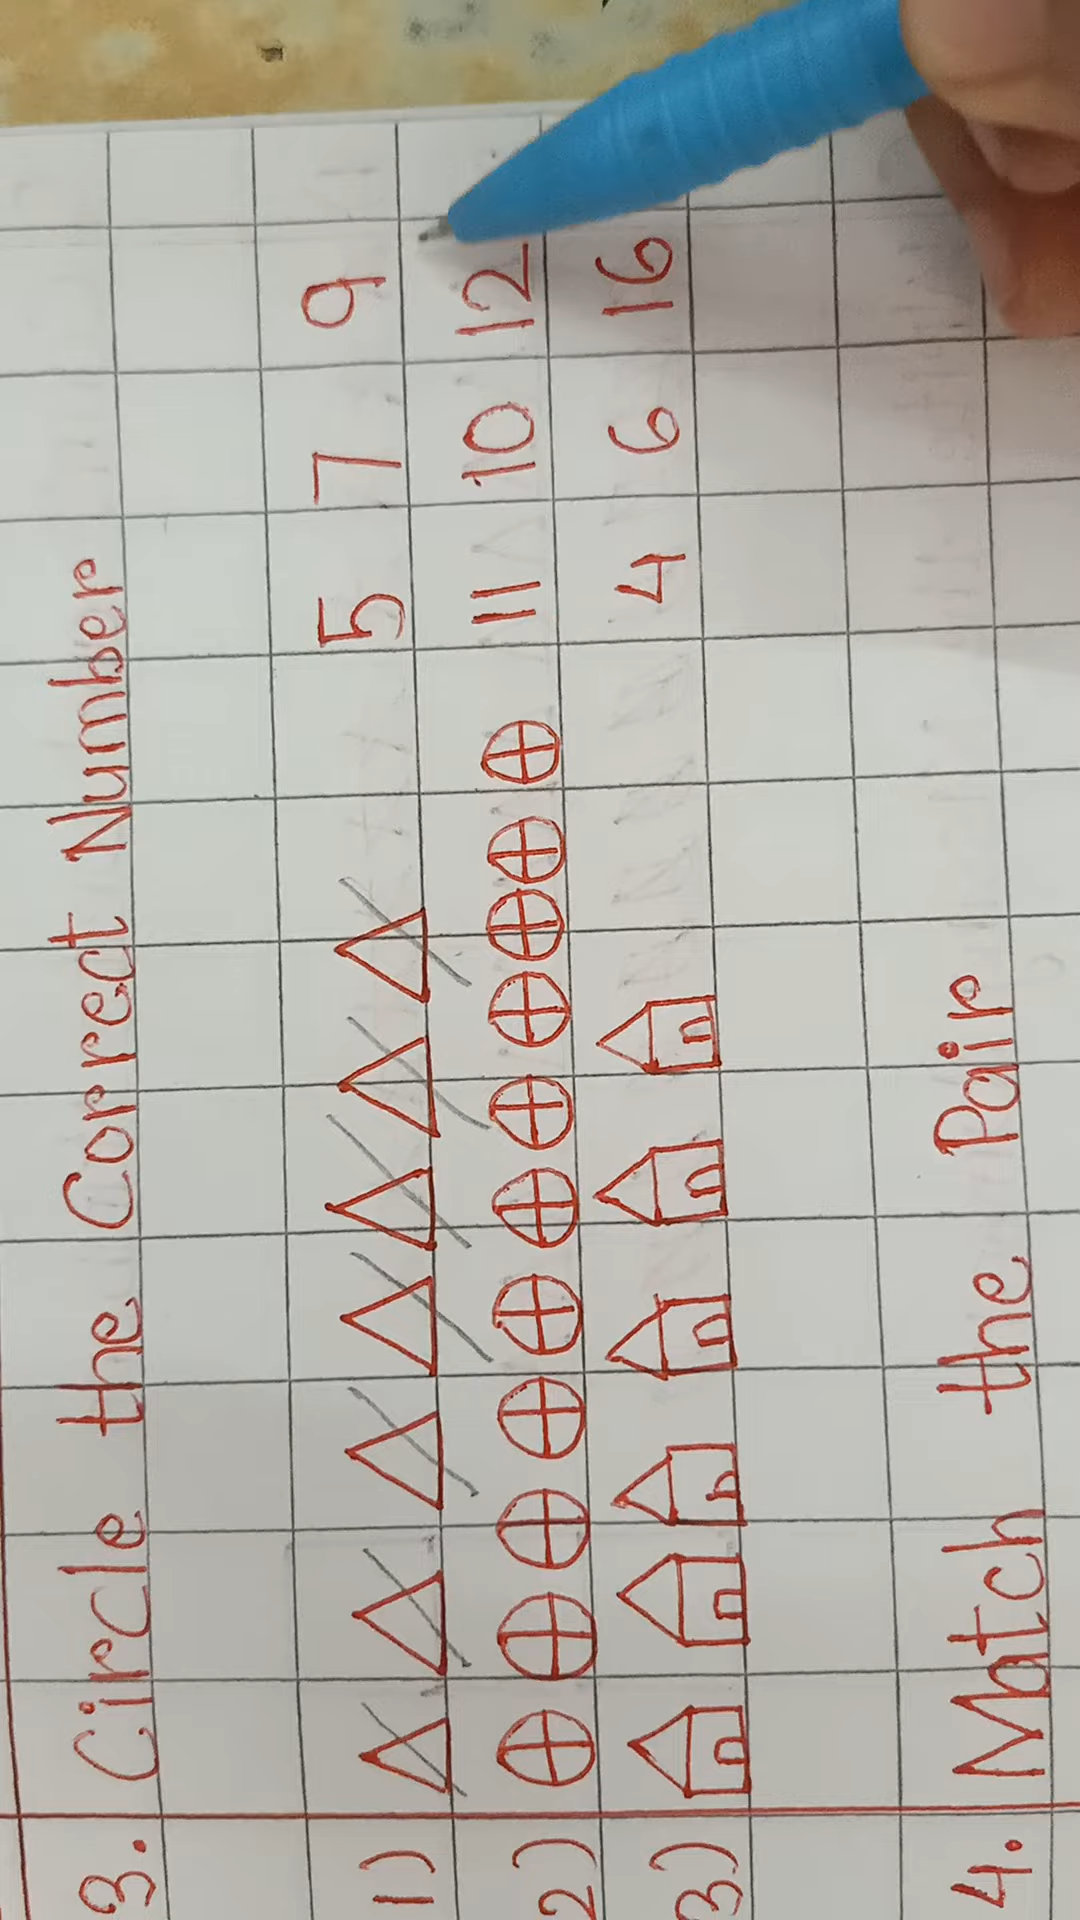 3. Circle the Correct Number
1) 5 7 9
2) 11 10 12
3) 4 6 16
4. Match the Pair